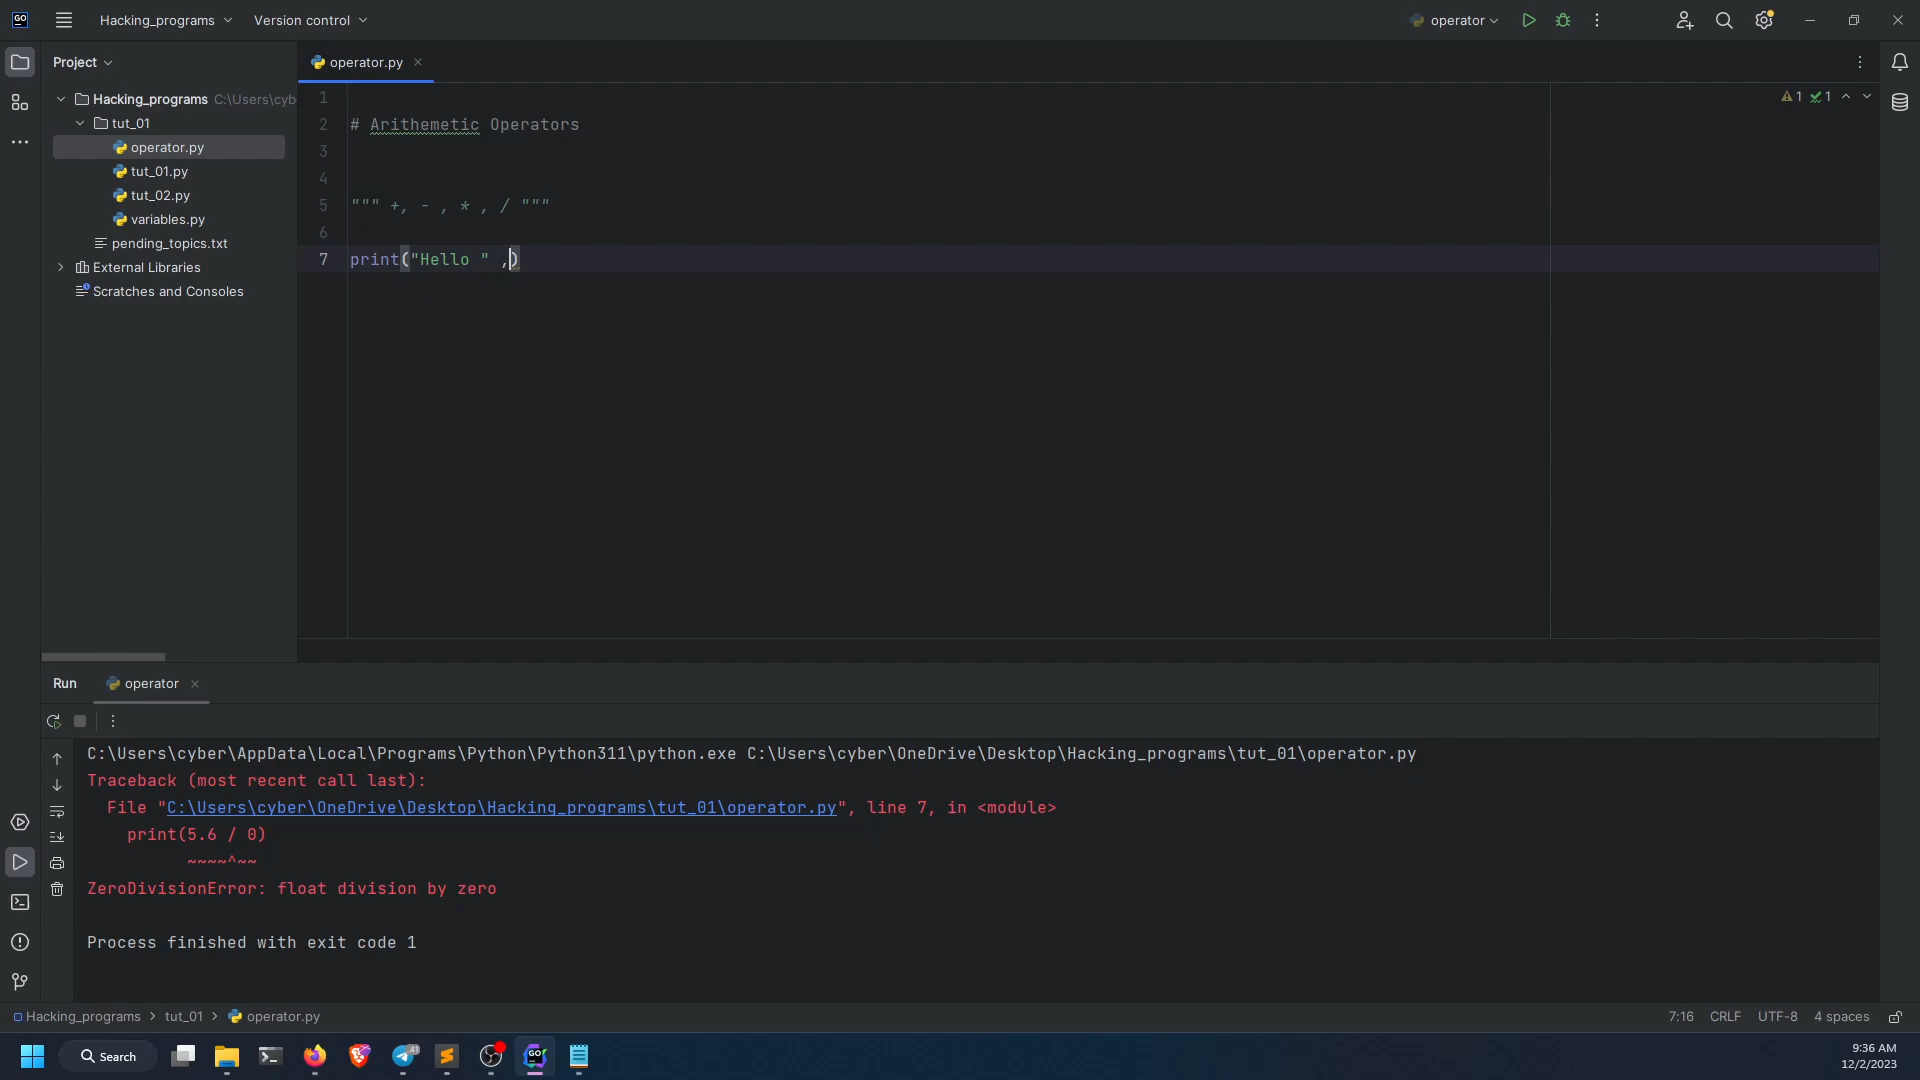 GO
Hacking_programs
Version control
operator
Project
operator.py
Hacking_programs C:\Users\cyb
tut_01
operator.py
tut_01.py
tut_02.py
variables.py
pending_topics.txt
External Libraries
Scratches and Consoles
1
2 # Arithemetic Operators
3
4
5 """ +, - , * , / """
6
7 print("Hello " ,)
1 1
Run
operator
C:\Users\cyber\AppData\Local\Programs\Python\Python311\python.exe C:\Users\cyber\OneDrive\Desktop\Hacking_programs\tut_01\operator.py
Traceback (most recent call last):
File "C:\Users\cyber\OneDrive\Desktop\Hacking_programs\tut_01\operator.py", line 7, in <module>
print(5.6 / 0)
~~~~^~~
ZeroDivisionError: float division by zero
Process finished with exit code 1
Hacking_programs > tut_01 > operator.py
7:16 CRLF UTF-8 4 spaces
Search
41
GO
9:36 AM
12/2/2023